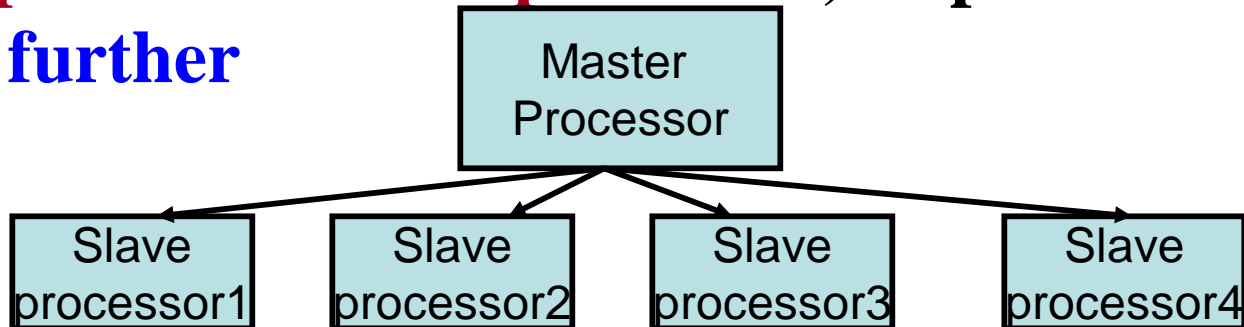 further
Master
Processor
Slave
processor1
Slave
processor2
Slave
processor3
Slave
processor4